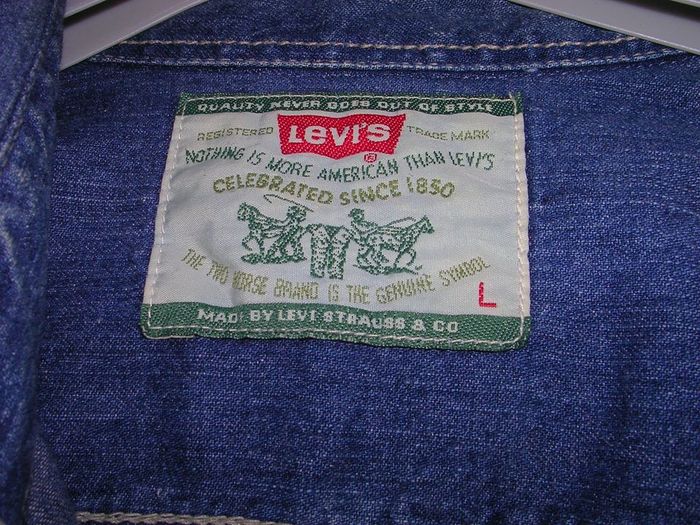 QUALITY NEVER GOES OUT OF STYLE
REGISTERED Levi's TRADE MARK
®
NOTHING IS MORE AMERICAN THAN LEVI'S
CELEBRATED SINCE 1850
THE TWO HORSE BRAND IS THE GENUINE SYMBOL
L
MADE BY LEVI STRAUSS & CO